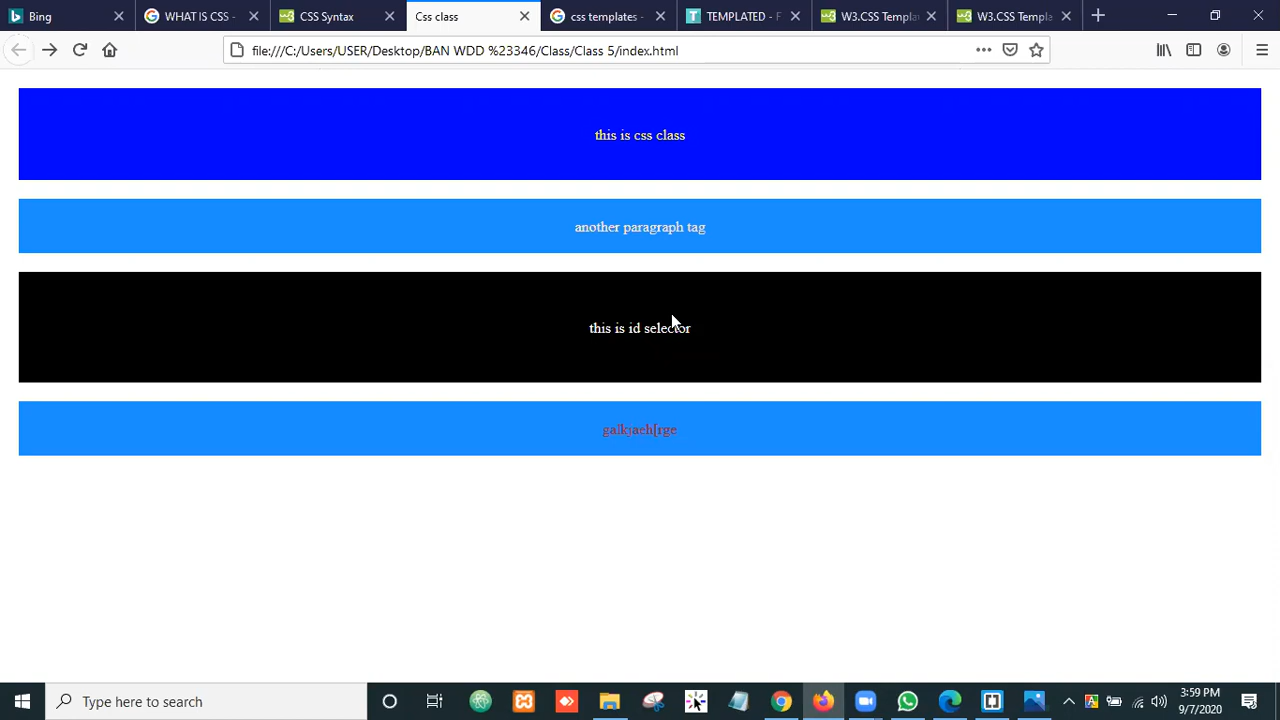 Bing
WHAT IS CSS -
CSS Syntax
Css class
css templates -
TEMPLATED - F
W3.CSS Templa
W3.CSS Templa
file:///C:/Users/USER/Desktop/BAN WDD %23346/Class/Class 5/index.html
this is css class
another paragraph tag
this is id selector
galkjaeh[rge
Type here to search
3:59 PM
9/7/2020